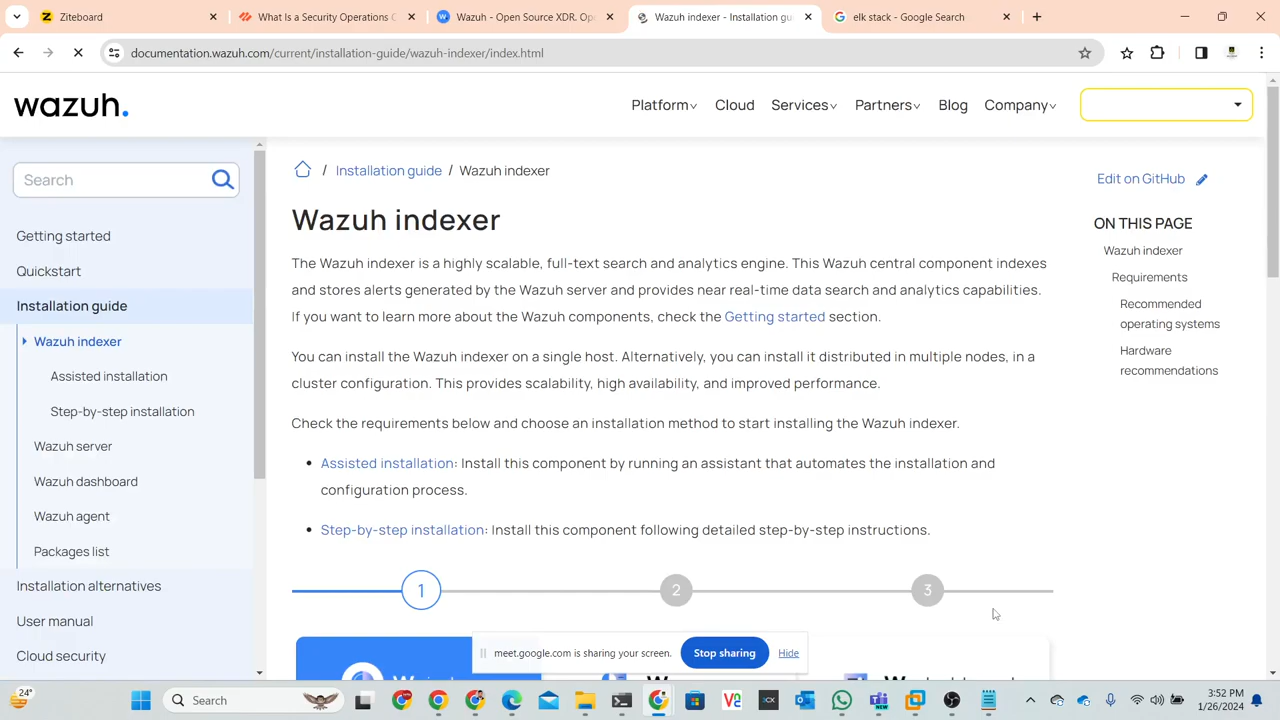 Ziteboard
What Is a Security Operations C
Wazuh - Open Source XDR. Op
Wazuh indexer - Installation gu
elk stack - Google Search
documentation.wazuh.com/current/installation-guide/wazuh-indexer/index.html
wazuh.
Platform
Cloud
Services
Partners
Blog
Company
Search
/ Installation guide / Wazuh indexer
Edit on GitHub
Getting started
Quickstart
Installation guide
Wazuh indexer
Assisted installation
Step-by-step installation
Wazuh server
Wazuh dashboard
Wazuh agent
Packages list
Installation alternatives
User manual
Cloud security
Wazuh indexer
The Wazuh indexer is a highly scalable, full-text search and analytics engine. This Wazuh central component indexes
and stores alerts generated by the Wazuh server and provides near real-time data search and analytics capabilities.
If you want to learn more about the Wazuh components, check the Getting started section.
You can install the Wazuh indexer on a single host. Alternatively, you can install it distributed in multiple nodes, in a
cluster configuration. This provides scalability, high availability, and improved performance.
Check the requirements below and choose an installation method to start installing the Wazuh indexer.
Assisted installation: Install this component by running an assistant that automates the installation and
configuration process.
Step-by-step installation: Install this component following detailed step-by-step instructions.
1
2
3
ON THIS PAGE
Wazuh indexer
Requirements
Recommended
operating systems
Hardware
recommendations
meet.google.com is sharing your screen.
Stop sharing
Hide
24°
Search
3:52 PM
1/26/2024